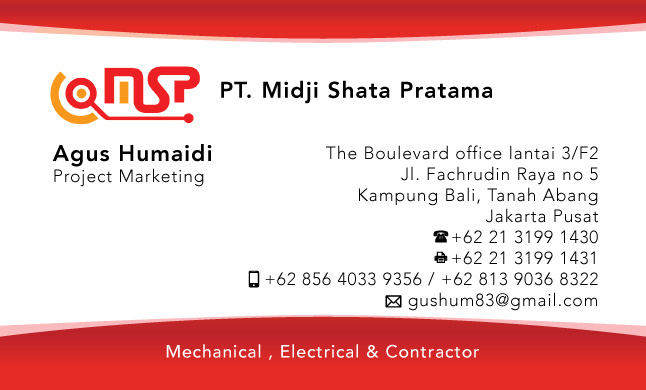 msp
PT. Midji Shata Pratama
Agus Humaidi
Project Marketing
The Boulevard office lantai 3/F2
Jl. Fachrudin Raya no 5
Kampung Bali, Tanah Abang
Jakarta Pusat
+62 21 3199 1430
+62 21 3199 1431
+62 856 4033 9356 / +62 813 9036 8322
gushum83@gmail.com
Mechanical , Electrical & Contractor